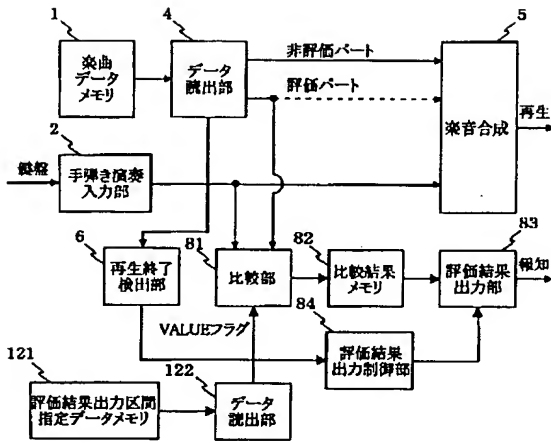 1
4
5
楽曲
データ
メモリ
データ
読出部
非評価パート
評価パート
楽音合成
再生
2
鍵盤
手弾き演奏
入力部
6
再生終了
検出部
81
比較部
82
比較結果
メモリ
83
評価結果
出力部
報知
VALUEフラグ
84
評価結果
出力制御部
121
評価結果出力区間
指定データメモリ
122
データ
読出部